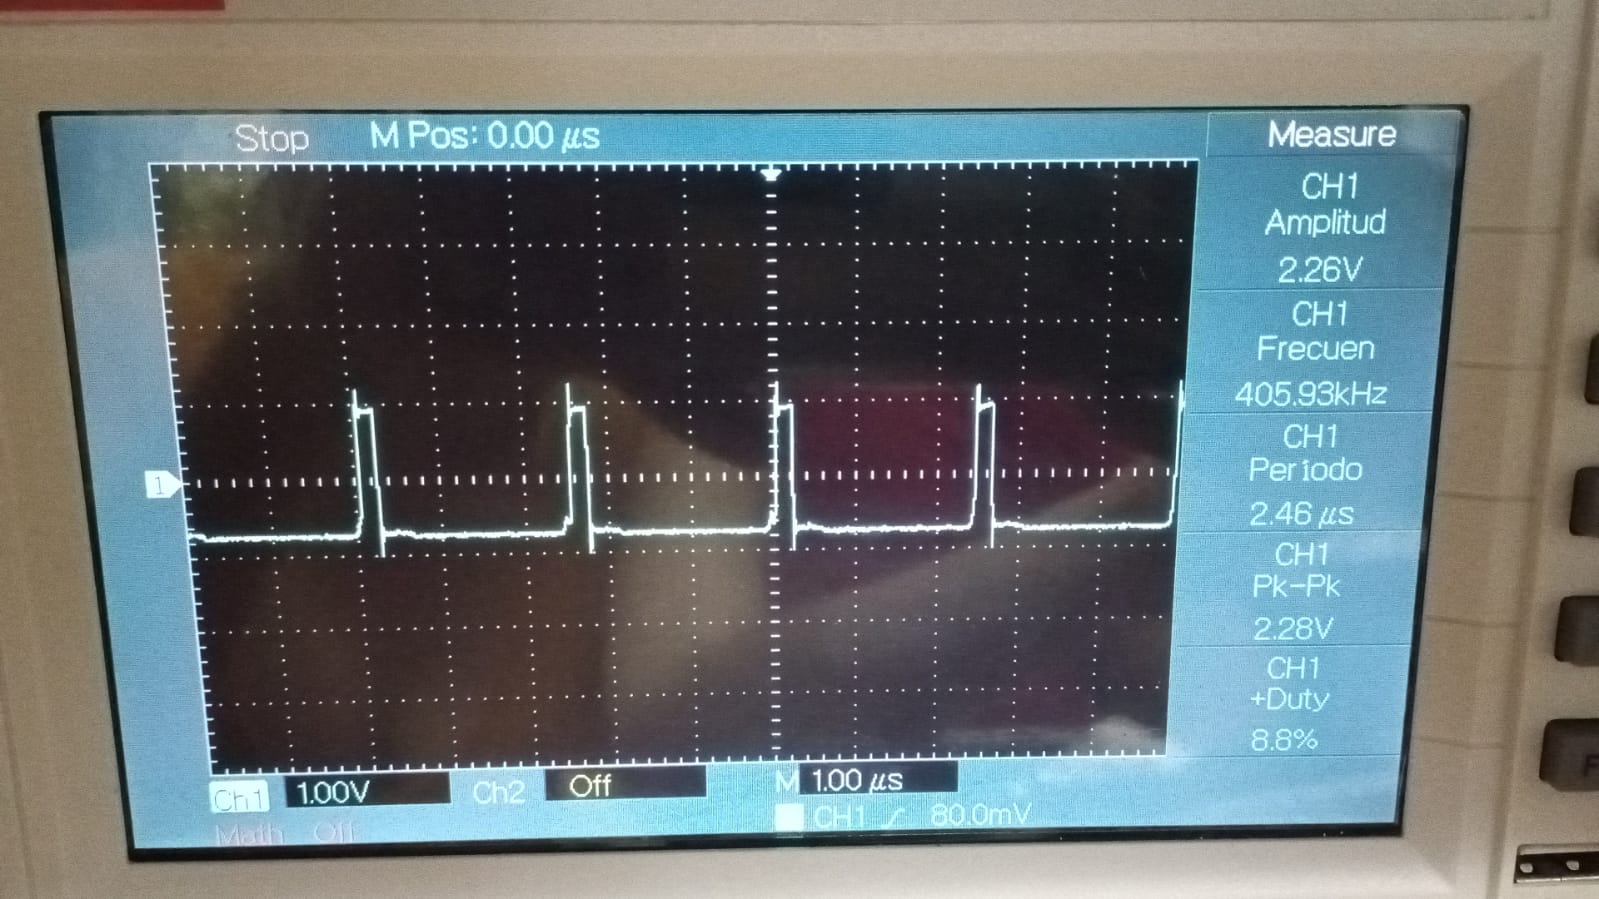 Stop M Pos: 0.00 μs Measure
CH1
Amplitud
2.26V
CH1
Frecuen
405.93kHz
CH1
Período
2.46 μs
CH1
Pk-Pk
2.28V
CH1
+Duty
8.8%
1
Ch1 1.00V Ch2 Off M 1.00 μs
Math Off CH1 80.0mV